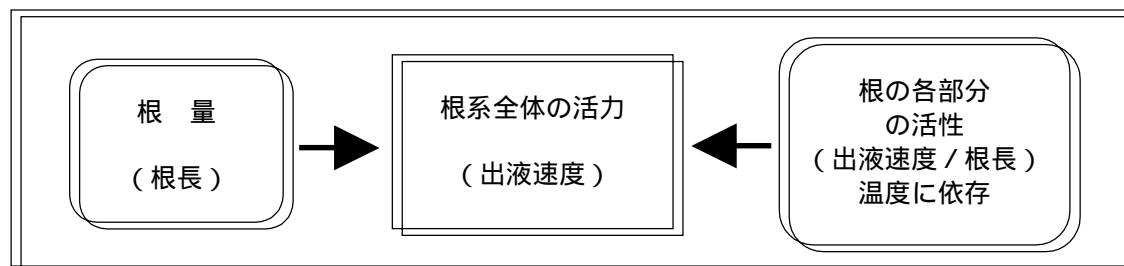 根　量
（根長）
根系全体の活力
（出液速度）
根の各部分
の活性
（出液速度／根長）
温度に依存